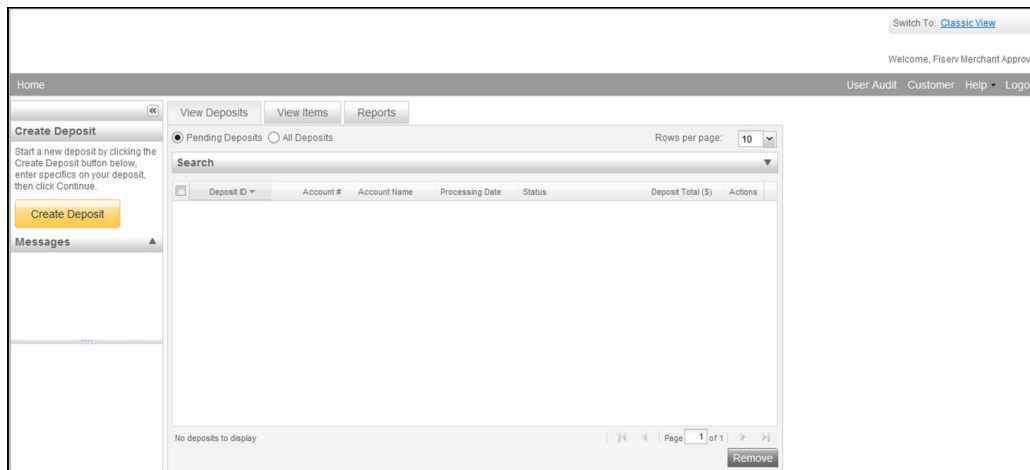 Switch To: Classic View
Welcome, Fiserv Merchant Approv
Home
User Audit Customer Help Logo
View Deposits View Items Reports
Create Deposit
Start a new deposit by clicking the
Create Deposit button below,
enter specifics on your deposit,
then click Continue.
Create Deposit
Messages
Pending Deposits All Deposits
Rows per page: 10
Search
Deposit ID Account # Account Name Processing Date Status Deposit Total ($) Actions
No deposits to display
Page 1 of 1
Remove